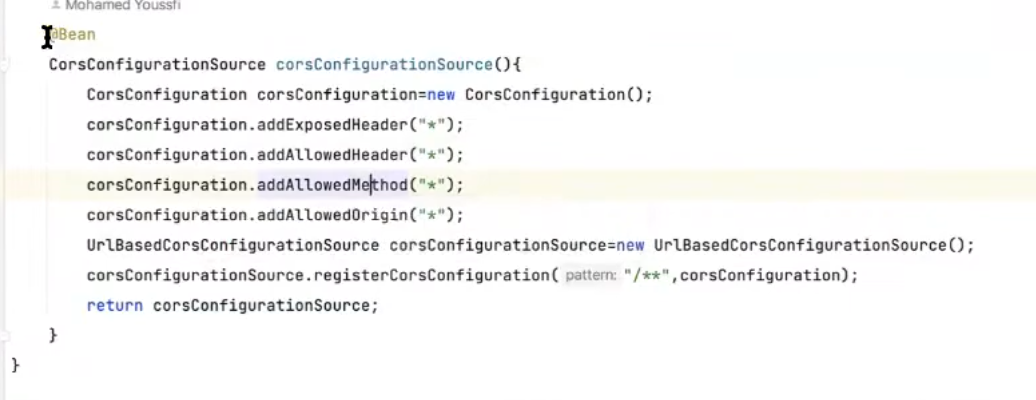 Mohamed Youssfi
@Bean
CorsConfigurationSource corsConfigurationSource(){
CorsConfiguration corsConfiguration=new CorsConfiguration();
corsConfiguration.addExposedHeader("*");
corsConfiguration.addAllowedHeader("*");
corsConfiguration.addAllowedMethod("*");
corsConfiguration.addAllowedOrigin("*");
UrlBasedCorsConfigurationSource corsConfigurationSource=new UrlBasedCorsConfigurationSource();
corsConfigurationSource.registerCorsConfiguration( pattern: "/**",corsConfiguration);
return corsConfigurationSource;
}
}